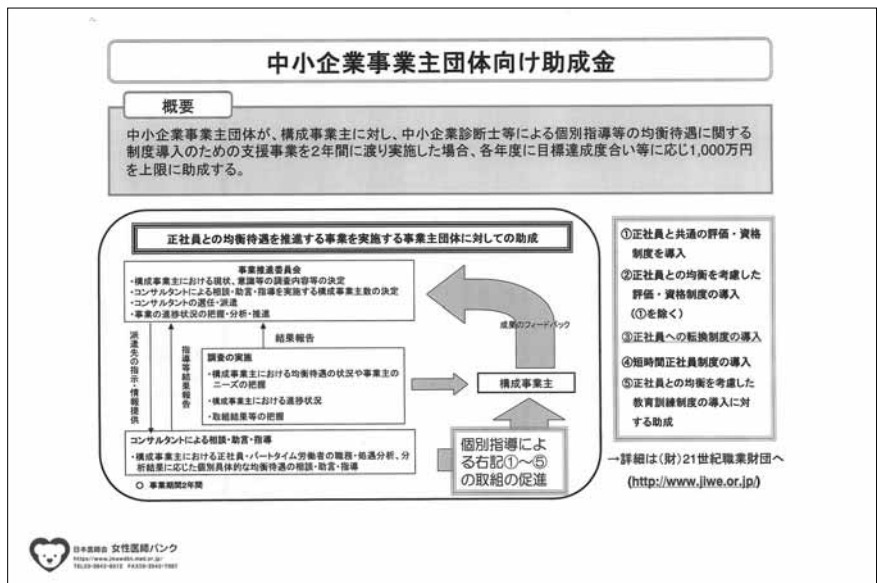 中小企業事業主団体向け助成金
概要
中小企業事業主団体が、構成事業主に対し、中小企業診断士等による個別指導等の均衡待遇に関する
制度導入のための支援事業を2年間に渡り実施した場合、各年度に目標達成度合い等に応じ1,000万円
を上限に助成する。
正社員との均衡待遇を推進する事業を実施する事業主団体に対しての助成
事業推進委員会
・構成事業主における現状、意識等の調査内容等の決定
・コンサルタントによる相談・助言・指導を実施する構成事業主数の決定
・コンサルタントの選任・派遣
・事業の進捗状況の把握・分析・推進
成果のフィードバック
派遣先の指示・情報提供
指導等結果報告
結果報告
調査の実施
・構成事業主における均衡待遇の状況や事業主の
ニーズの把握
・構成事業主における進捗状況
・取組結果等の把握
構成事業主
コンサルタントによる相談・助言・指導
・構成事業主における正社員・パートタイム労働者の職務・処遇分析、分
析結果に応じた個別具体的な均衡待遇の相談・助言・指導
○ 事業期間2年間
個別指導によ
る右記①～⑤
の取組の促進
①正社員と共通の評価・資格
制度を導入
②正社員との均衡を考慮した
評価・資格制度の導入
(①を除く)
③正社員への転換制度の導入
④短時間正社員制度の導入
⑤正社員との均衡を考慮した
教育訓練制度の導入に対
する助成
→詳細は(財)21世紀職業財団へ
(http://www.jiwe.or.jp/)
日本医師会 女性医師バンク